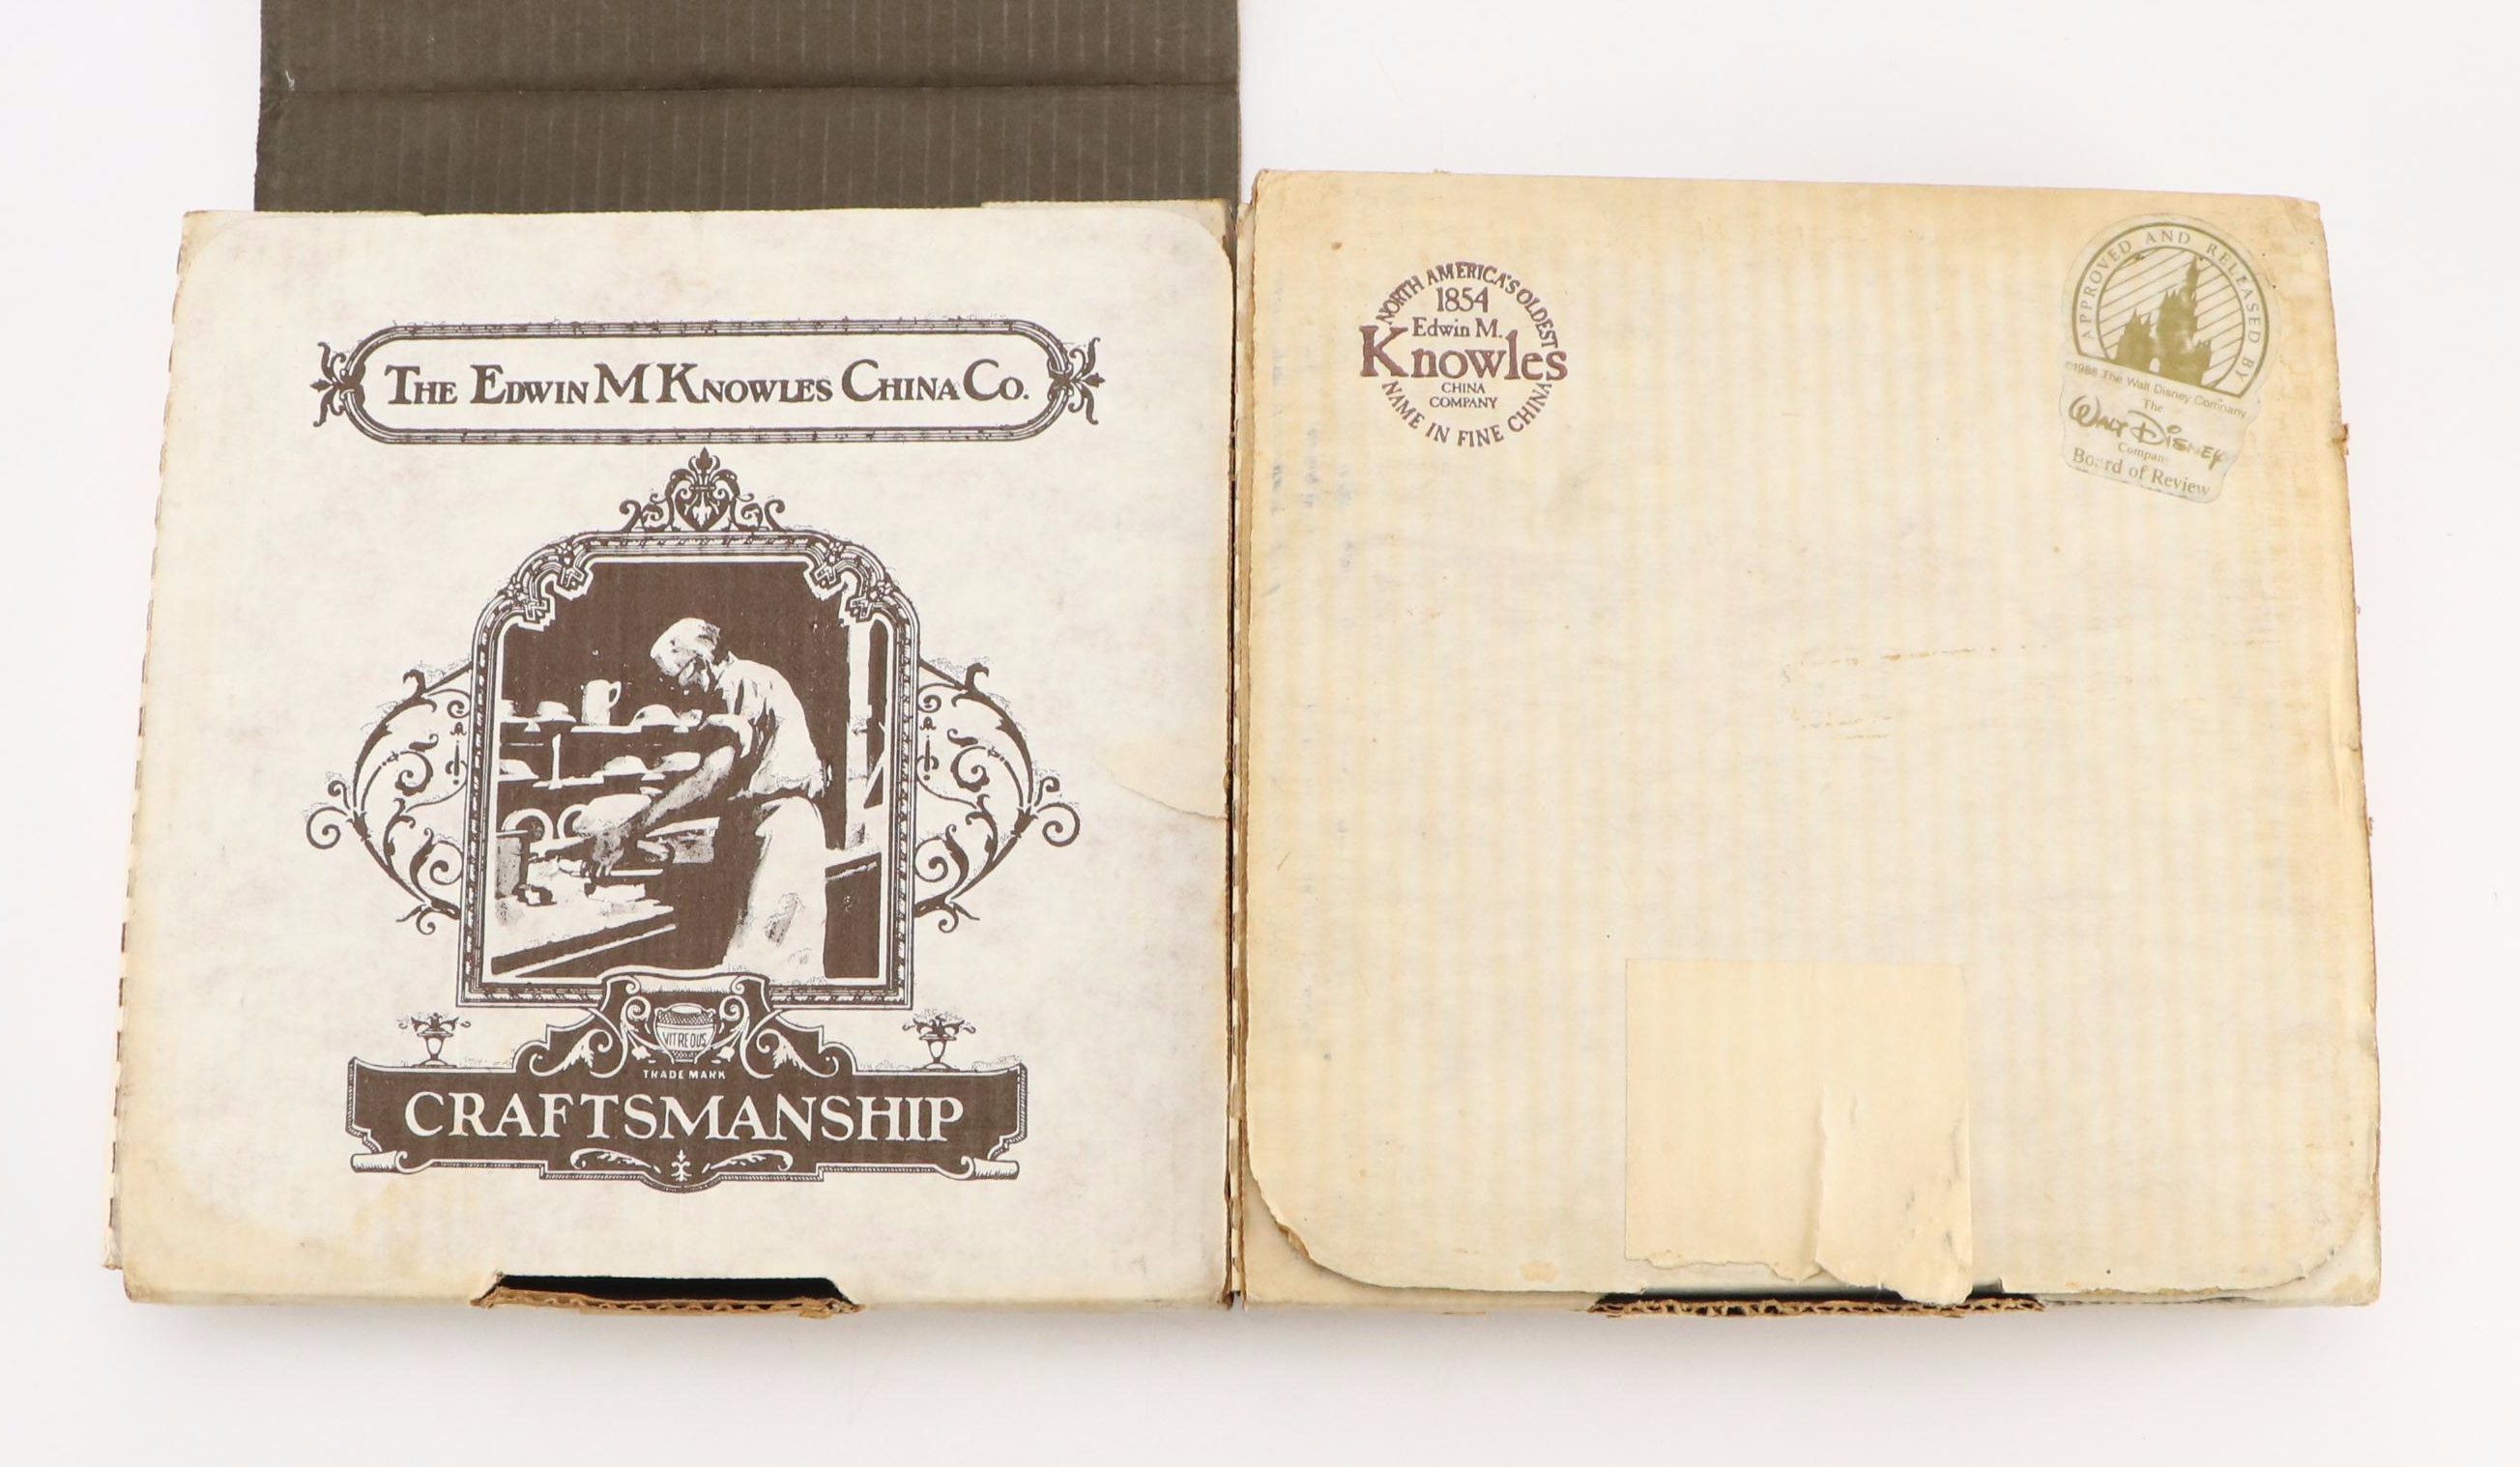 THE EDWIN M KNOWLES CHINA CO.
VITREOUS
TRADE MARK
CRAFTSMANSHIP
NORTH AMERICA'S OLDEST
1854
Edwin M.
Knowles
CHINA
COMPANY
NAME IN FINE CHINA
APPROVED AND RELEASED BY
©1988 The Walt Disney Company
The
WALT DISNEY
Company
Board of Review